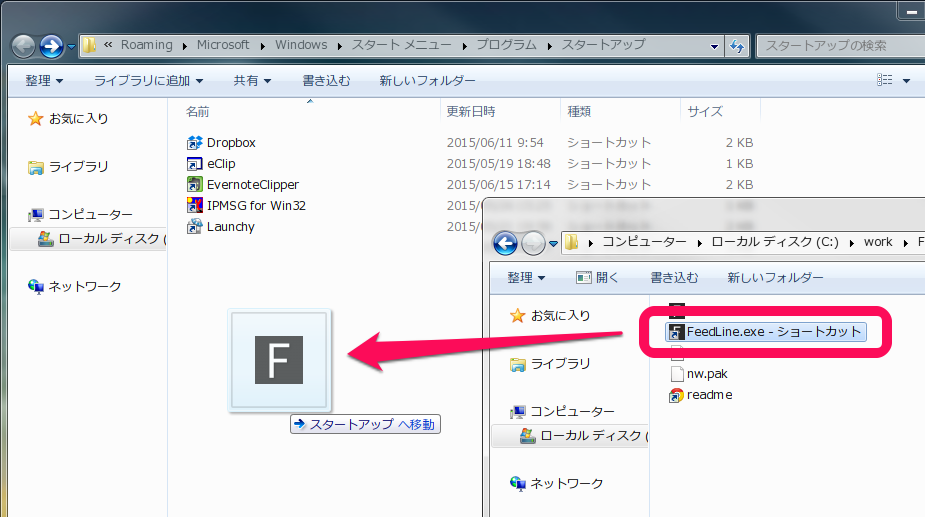 « Roaming ▸ Microsoft ▸ Windows ▸ スタート メニュー ▸ プログラム ▸ スタートアップ
スタートアップの検索
整理 ライブラリに追加 共有 書き込む 新しいフォルダー
お気に入り
ライブラリ
コンピューター
ローカル ディスク (
ネットワーク
名前 更新日時 種類 サイズ
Dropbox 2015/06/11 9:54 ショートカット 2 KB
eClip 2015/05/19 18:48 ショートカット 1 KB
EvernoteClipper 2015/06/15 17:14 ショートカット 2 KB
IPMSG for Win32
Launchy
F
スタートアップ へ移動
コンピューター ▸ ローカル ディスク (C:) ▸ work ▸ F
整理 開く 書き込む 新しいフォルダー
お気に入り
ライブラリ
コンピューター
ローカル ディスク (
ネットワーク
FeedLine.exe - ショートカット
nw.pak
readme